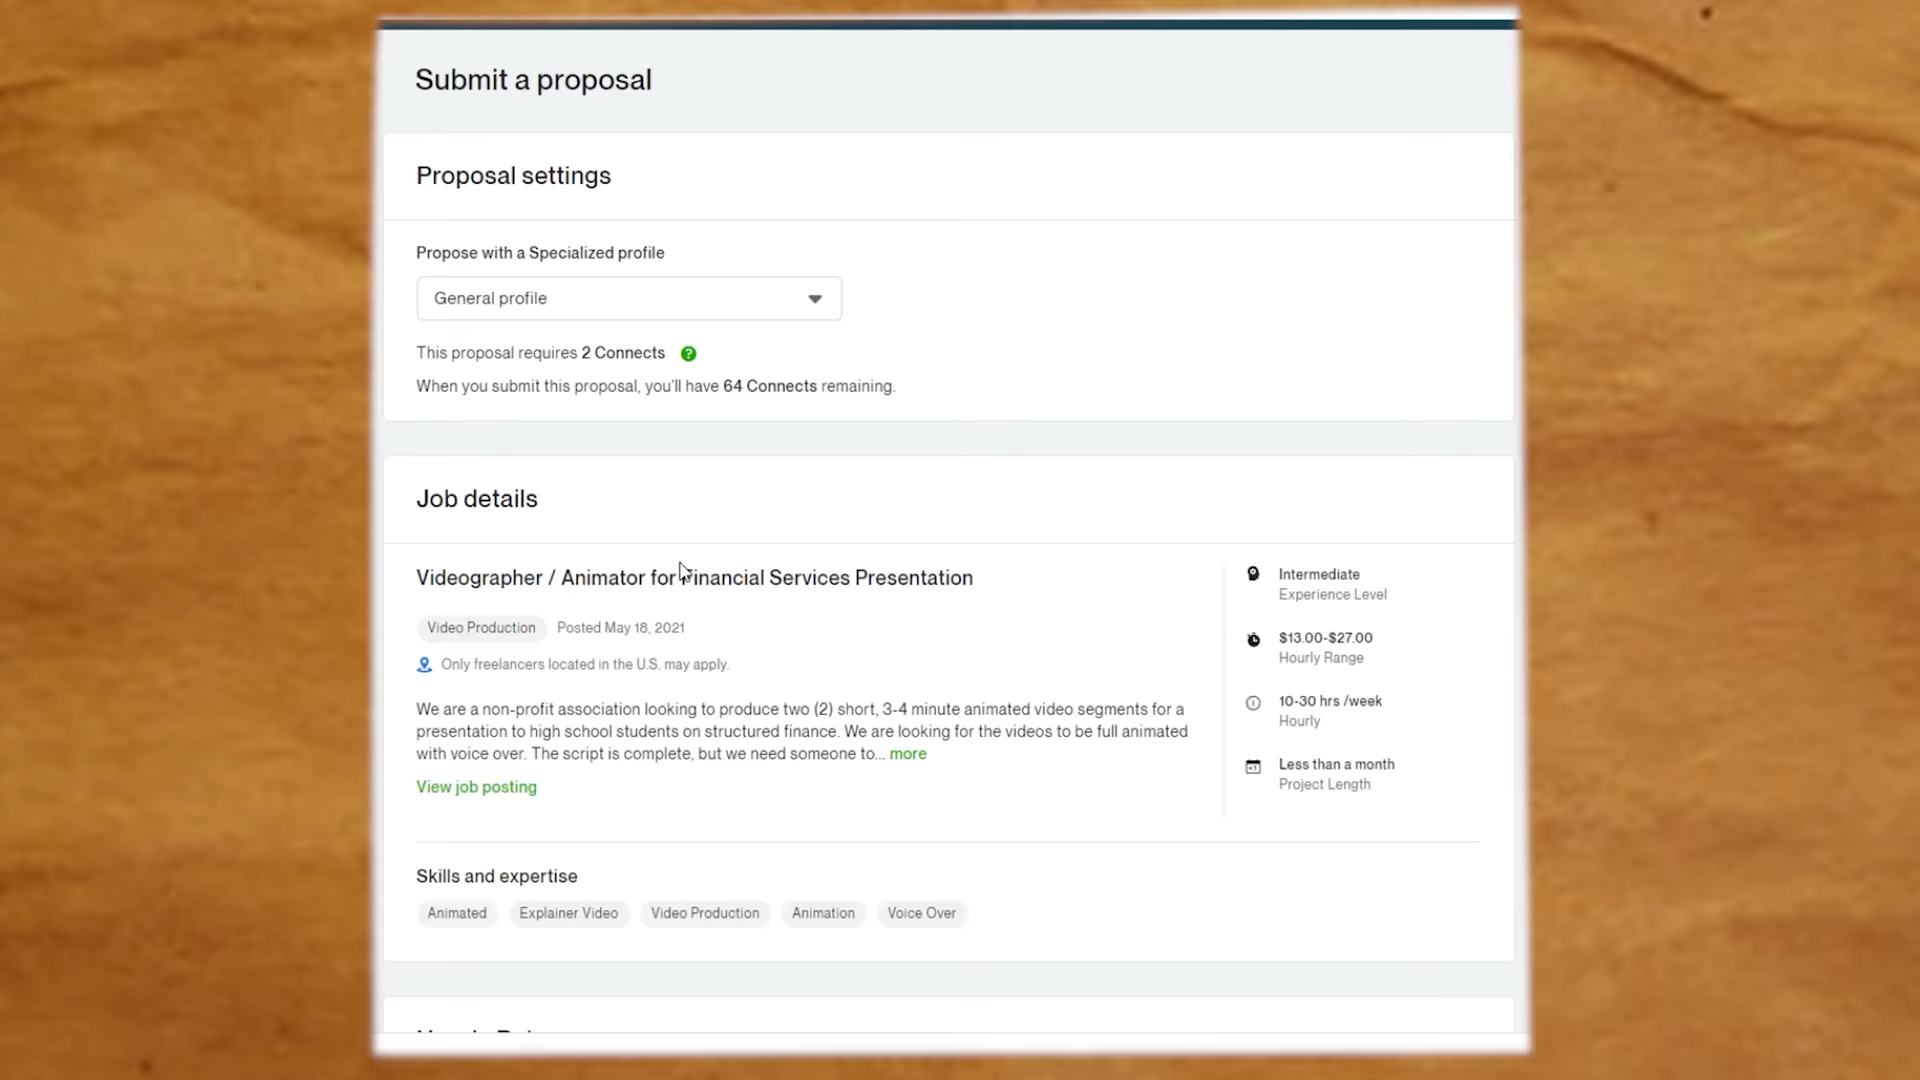 Submit a proposal
Proposal settings
Propose with a Specialized profile
General profile
This proposal requires 2 Connects ?
When you submit this proposal, you'll have 64 Connects remaining.
Job details
Videographer / Animator for Financial Services Presentation
Video Production Posted May 18, 2021
Only freelancers located in the U.S. may apply.
We are a non-profit association looking to produce two (2) short, 3-4 minute animated video segments for a
presentation to high school students on structured finance. We are looking for the videos to be full animated
with voice over. The script is complete, but we need someone to... more
View job posting
Intermediate
Experience Level
$13.00-$27.00
Hourly Range
10-30 hrs /week
Hourly
Less than a month
Project Length
Skills and expertise
Animated Explainer Video Video Production Animation Voice Over